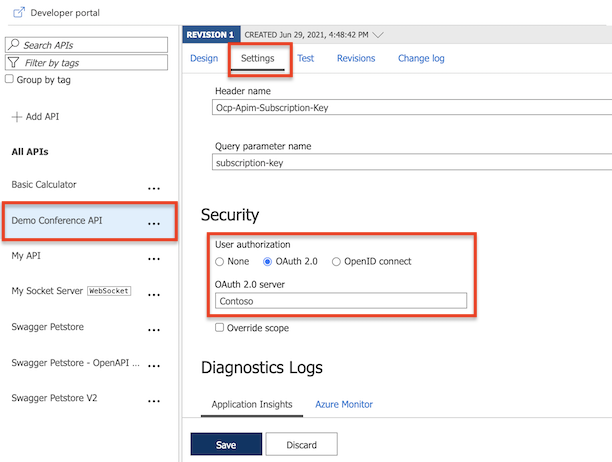 Developer portal
Search APIs
Filter by tags
Group by tag
Add API
All APIs
Basic Calculator
...
Demo Conference API
...
My API
...
My Socket Server WebSocket
...
Swagger Petstore
...
Swagger Petstore - OpenAPI ...
...
Swagger Petstore V2
...
REVISION 1 CREATED Jun 29, 2021, 4:48:42 PM
Design Settings Test Revisions Change log
Header name
Ocp-Apim-Subscription-Key
Query parameter name
subscription-key
Security
User authorization
None OAuth 2.0 OpenID connect
OAuth 2.0 server
Contoso
Override scope
Diagnostics Logs
Application Insights Azure Monitor
Save Discard